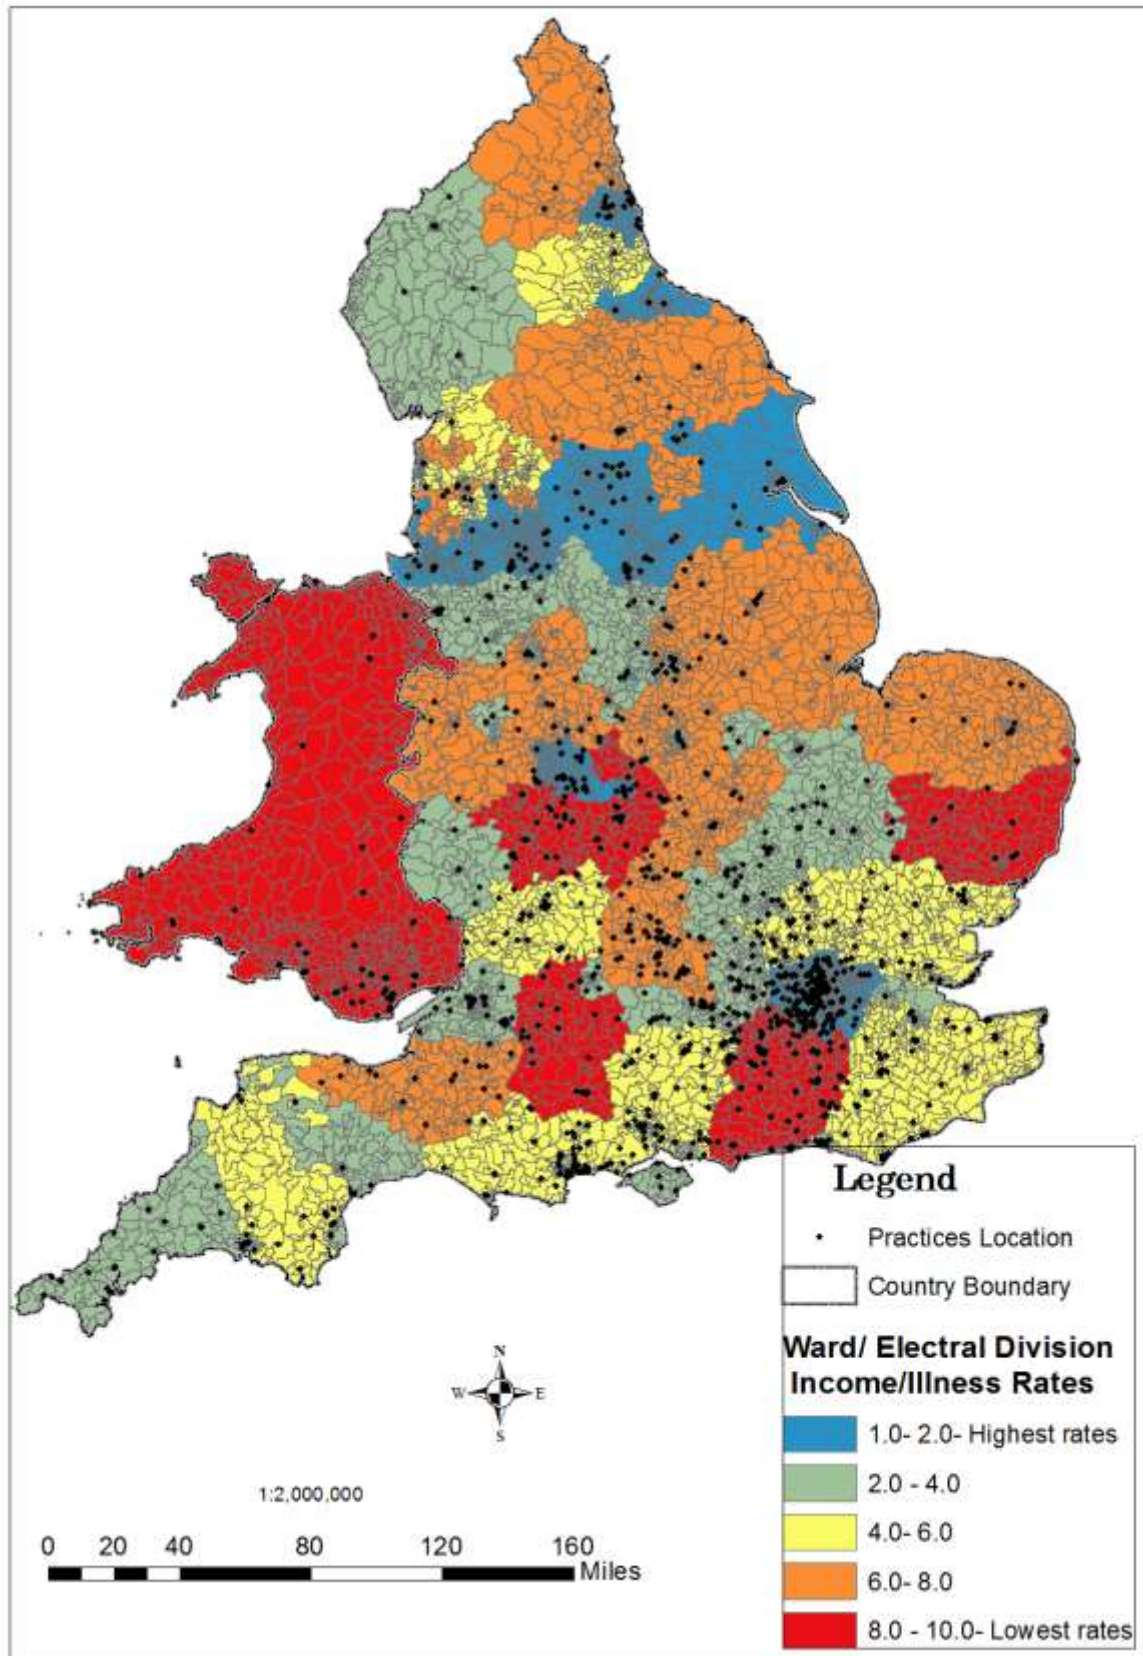 Legend
Practices Location
Country Boundary
Ward/ Electral Division
Income/Illness Rates
1.0- 2.0- Highest rates
2.0 - 4.0
4.0- 6.0
6.0- 8.0
8.0 - 10.0- Lowest rates
N
W E
S
1:2,000,000
0 20 40 80 120 160
Miles